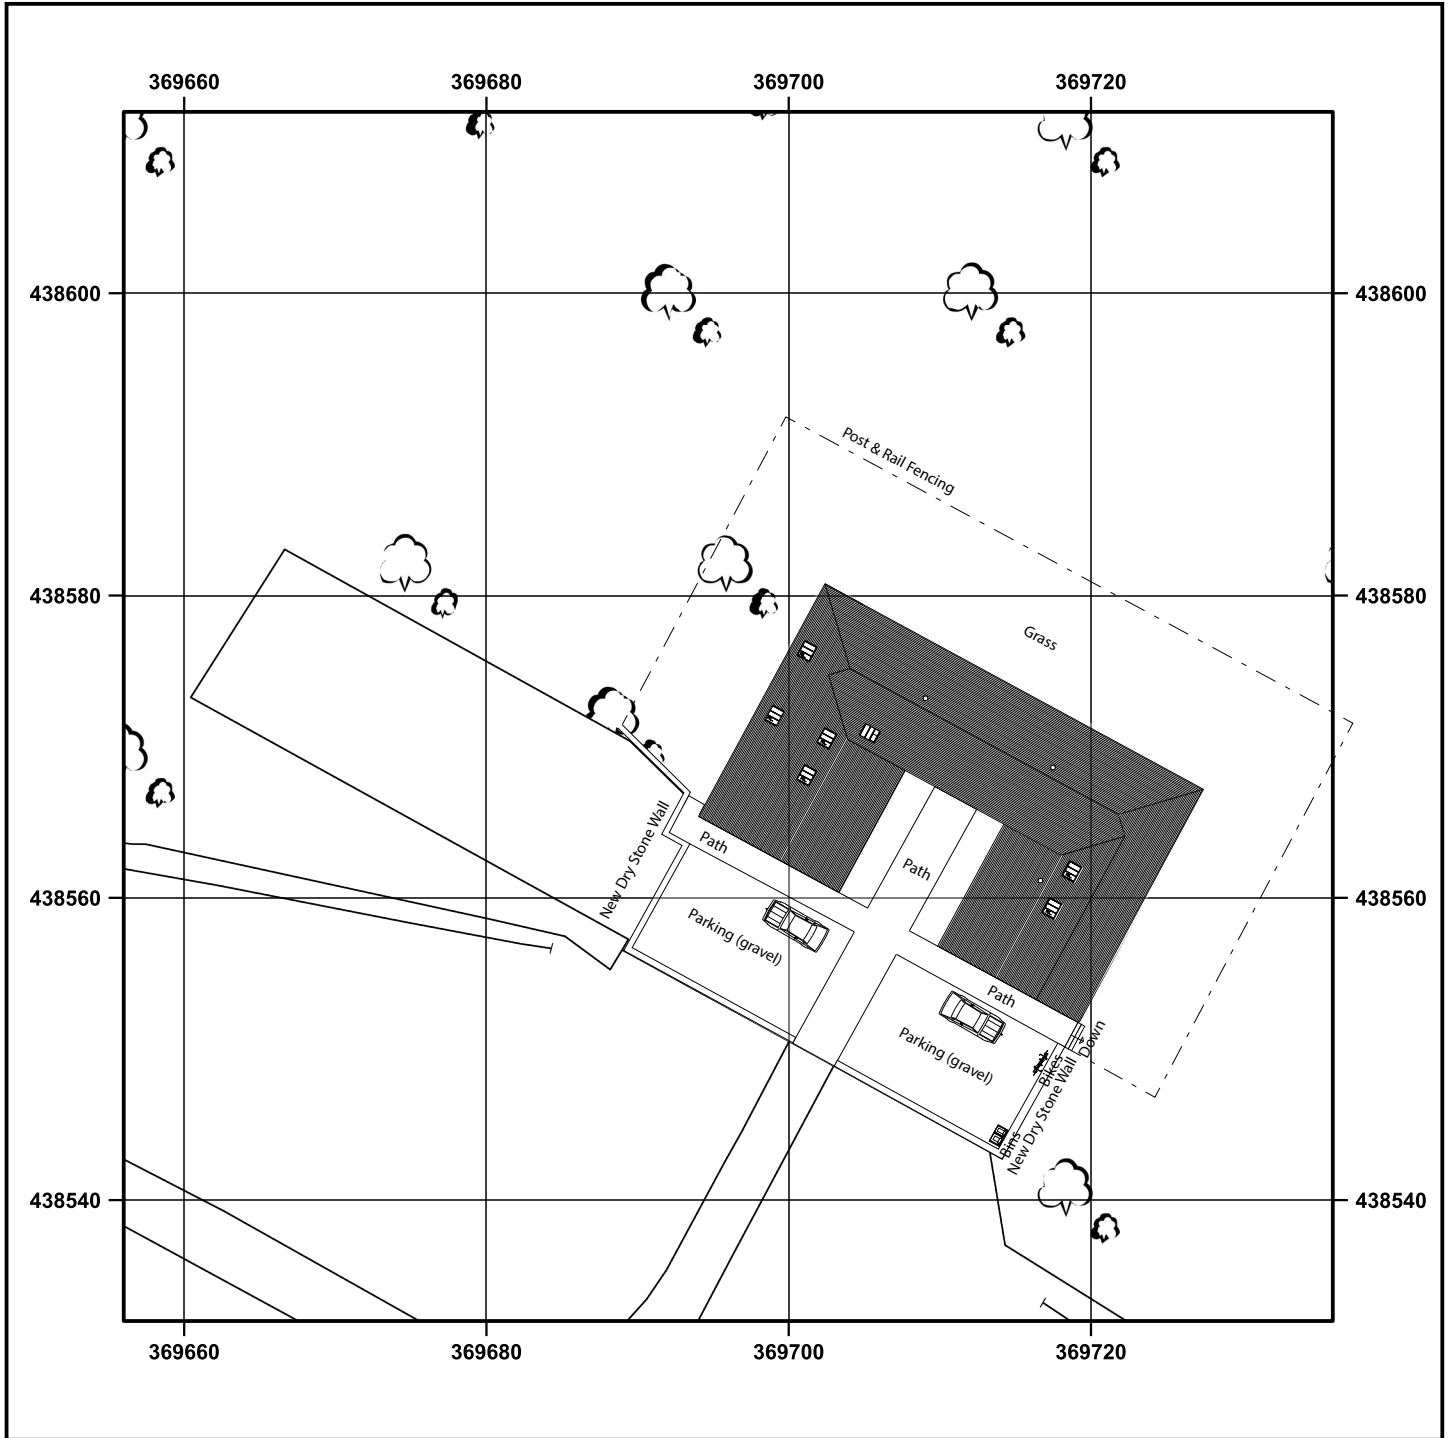 369660
369680
369700
369720
438600
438600
Post & Rail Fencing
438580
438580
Grass
New Dry Stone Wall
Path
Path
438560
438560
Parking (gravel)
Path
Parking (gravel)
Down
Bikes
New Dry Stone Wall
Bins
438540
438540
369660
369680
369700
369720